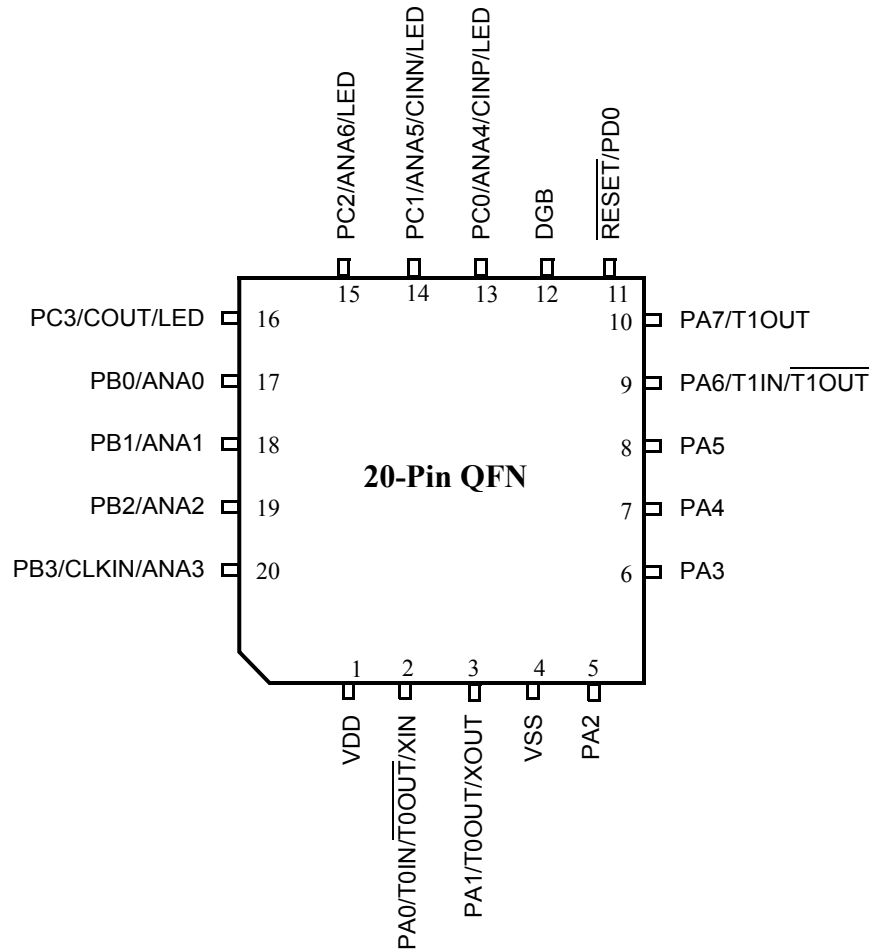 PC2/ANA6/LED
PC1/ANA5/CINN/LED
PC0/ANA4/CINP/LED
DGB
RESET/PD0
15
14
13
12
11
PC3/COUT/LED
16
10
PA7/T1OUT
PB0/ANA0
17
9
PA6/T1IN/T1OUT
PB1/ANA1
18
8
PA5
20-Pin QFN
PB2/ANA2
19
7
PA4
PB3/CLKIN/ANA3
20
6
PA3
1
2
3
4
5
VDD
PA0/T0IN/T0OUT/XIN
PA1/T0OUT/XOUT
VSS
PA2